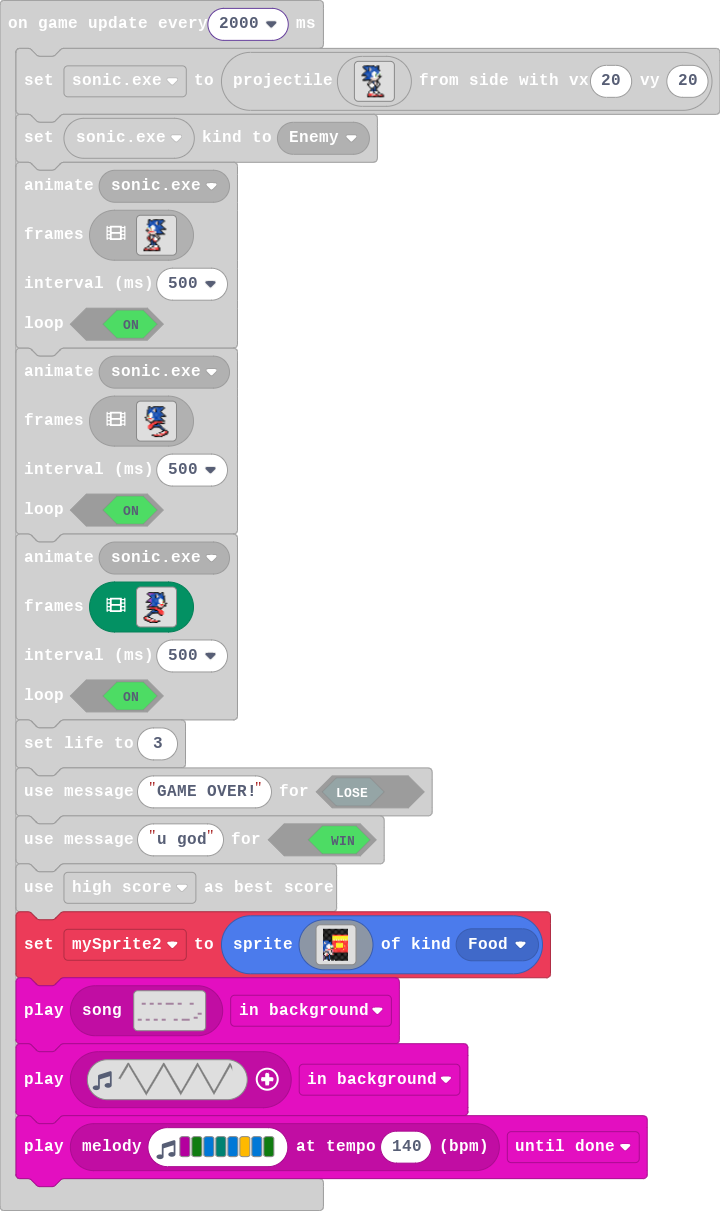 on game update every 2000 ms
set sonic.exe to projectile from side with vx 20 vy 20
set sonic.exe kind to Enemy
animate sonic.exe
frames
interval (ms) 500
loop ON
animate sonic.exe
frames
interval (ms) 500
loop ON
animate sonic.exe
frames
interval (ms) 500
loop ON
set life to 3
use message "GAME OVER!" for LOSE
use message "u god" for WIN
use high score as best score
set mySprite2 to sprite of kind Food
play song in background
play in background
play melody at tempo 140 (bpm) until done